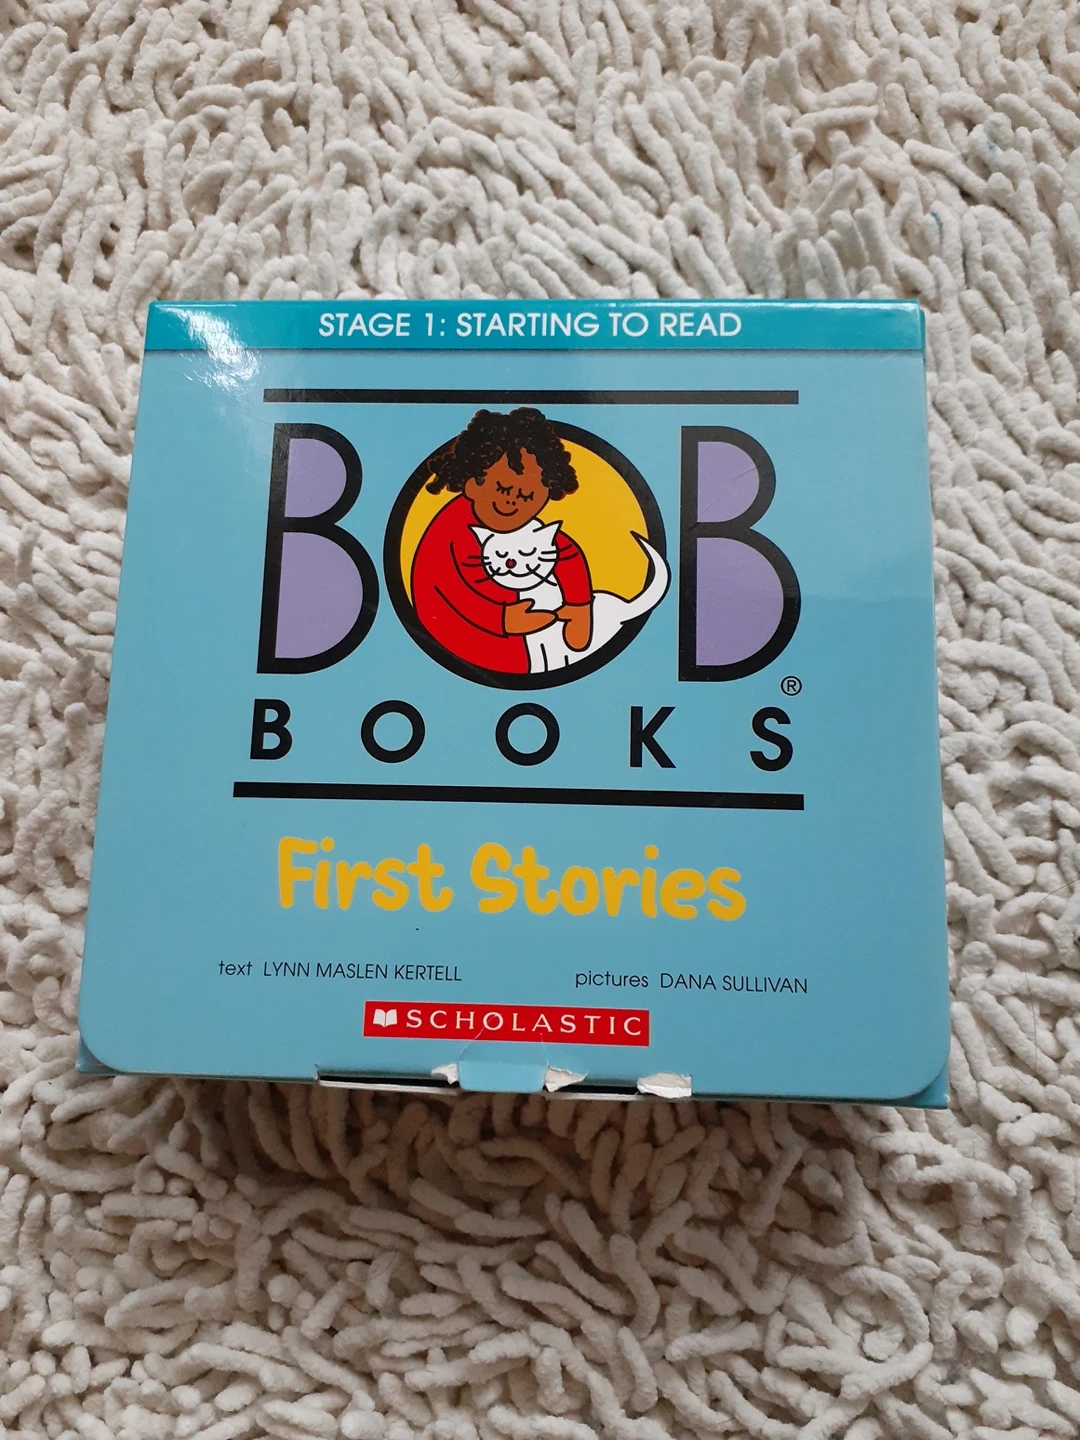 STAGE 1: STARTING TO READ
BOB
®
BOOKS
First Stories
text LYNN MASLEN KERTELL pictures DANA SULLIVAN
SCHOLASTIC